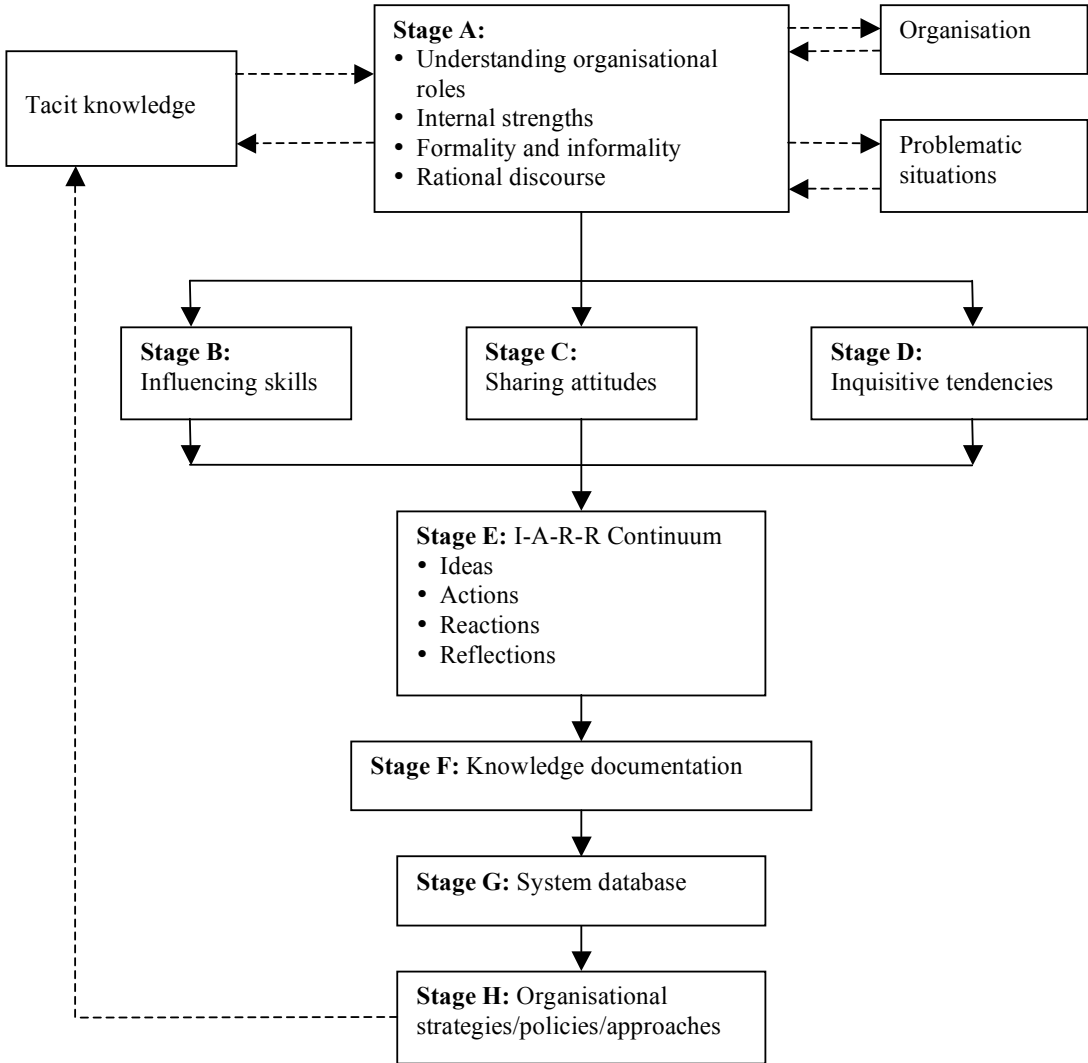 Stage A:
• Understanding organisational
roles
• Internal strengths
• Formality and informality
• Rational discourse
Organisation
Tacit knowledge
Problematic
situations
Stage B:
Influencing skills
Stage C:
Sharing attitudes
Stage D:
Inquisitive tendencies
Stage E: I-A-R-R Continuum
• Ideas
• Actions
• Reactions
• Reflections
Stage F: Knowledge documentation
Stage G: System database
Stage H: Organisational
strategies/policies/approaches